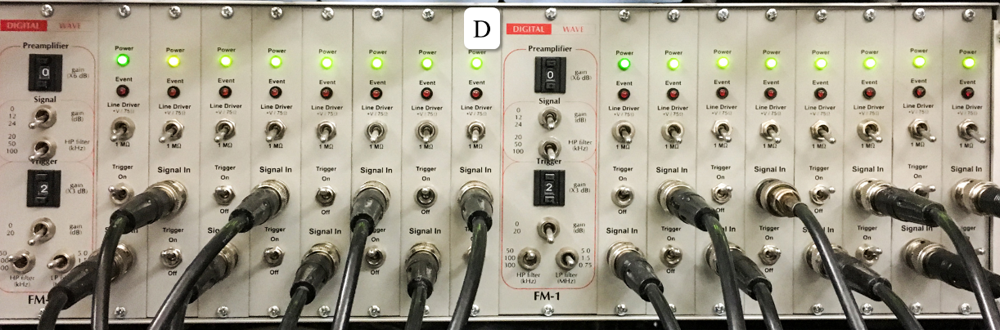 D
DIGITAL WAVE
Preamplifier
0
gain
(X6 dB)
Signal
0
12
24
gain
(dB)
20
50
100
HP filter
(kHz)
Trigger
2
gain
(X3 dB)
0
20
gain
(dB)
50
100
300
HP filter
(kHz)
FM-
Power Power Power Power Power Power Power Power
Event Event Event Event Event Event Event Event
Line Driver Line Driver Line Driver Line Driver Line Driver Line Driver Line Driver Line Driver
+V / 75Ω +V / 75Ω +V / 75Ω +V / 75Ω +V / 75Ω +V / 75Ω +V / 75Ω +V / 75Ω
1 MΩ 1 MΩ 1 MΩ 1 MΩ 1 MΩ 1 MΩ 1 MΩ 1 MΩ
Trigger Signal In Trigger Signal In Trigger Signal In Trigger Signal In
On On On On
Off Off Off
Trigger Signal In Trigger Signal In Trigger Signal In Trigger
On On On
Off Off
DIGITAL WAVE
Preamplifier
0
gain
(X6 dB)
Signal
0
12
24
gain
(dB)
20
50
100
HP filter
(kHz)
Trigger
2
gain
(X3 dB)
0
20
gain
(dB)
50
100
300
HP filter
(kHz)
5.0
1.5
0.75
LP filter
(MHz)
FM-1
Power Power Power Power Power Power Power Power
Event Event Event Event Event Event Event Event
Line Driver Line Driver Line Driver Line Driver Line Driver Line Driver Line Driver Line Driver
+V / 75Ω +V / 75Ω +V / 75Ω +V / 75Ω +V / 75Ω +V / 75Ω +V / 75Ω +V / 75Ω
1 MΩ 1 MΩ 1 MΩ 1 MΩ 1 MΩ 1 MΩ 1 MΩ 1 MΩ
Trigger Signal In Trigger Signal In Trigger Signal In Trigger Signal In
On On On On
Off Off Off
Signal In Trigger Signal In Trigger Signal In Trigger Signal In Trigger
On On On On
Off Off Off